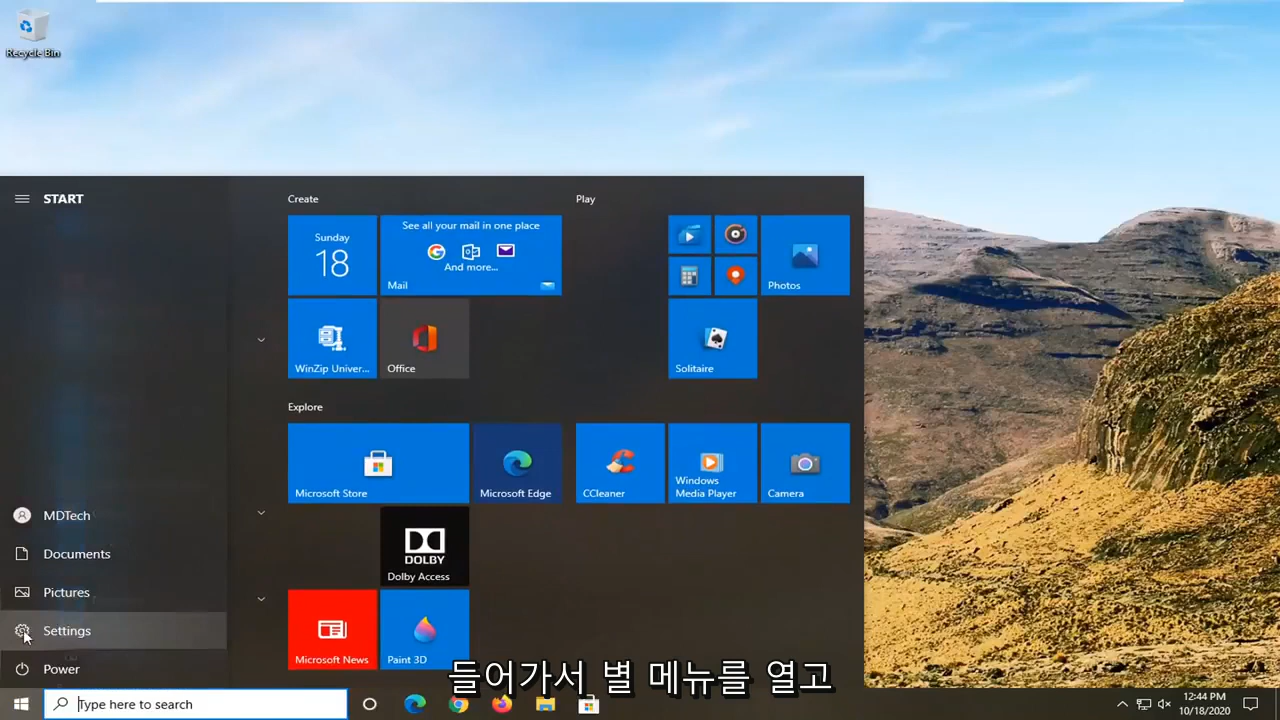 Recycle Bin
START
Create
Play
Sunday
18
See all your mail in one place
And more...
Mail
Photos
WinZip Univer...
Office
Solitaire
Explore
Microsoft Store
Microsoft Edge
CCleaner
Windows
Media Player
Camera
MDTech
Documents
DOLBY
Dolby Access
Pictures
Settings
Microsoft News
Paint 3D
Power
들어가서 별 메뉴를 열고
Type here to search
12:44 PM
10/18/2020